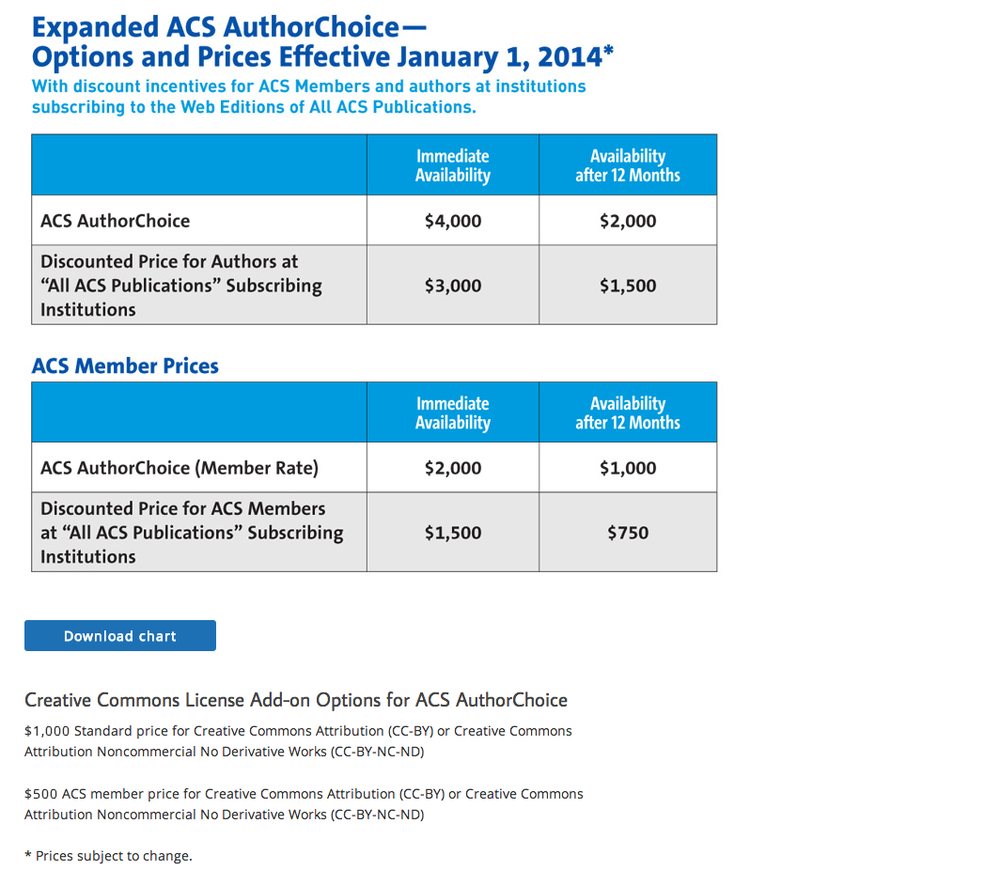 Expanded ACS AuthorChoice—
Options and Prices Effective January 1, 2014*
With discount incentives for ACS Members and authors at institutions
subscribing to the Web Editions of All ACS Publications.
Immediate Availability
Availability after 12 Months
ACS AuthorChoice $4,000 $2,000
Discounted Price for Authors at
“All ACS Publications” Subscribing $3,000 $1,500
Institutions
ACS Member Prices
Immediate Availability
Availability after 12 Months
ACS AuthorChoice (Member Rate) $2,000 $1,000
Discounted Price for ACS Members
at “All ACS Publications” Subscribing $1,500 $750
Institutions
Download chart
Creative Commons License Add-on Options for ACS AuthorChoice
$1,000 Standard price for Creative Commons Attribution (CC-BY) or Creative Commons
Attribution Noncommercial No Derivative Works (CC-BY-NC-ND)
$500 ACS member price for Creative Commons Attribution (CC-BY) or Creative Commons
Attribution Noncommercial No Derivative Works (CC-BY-NC-ND)
* Prices subject to change.